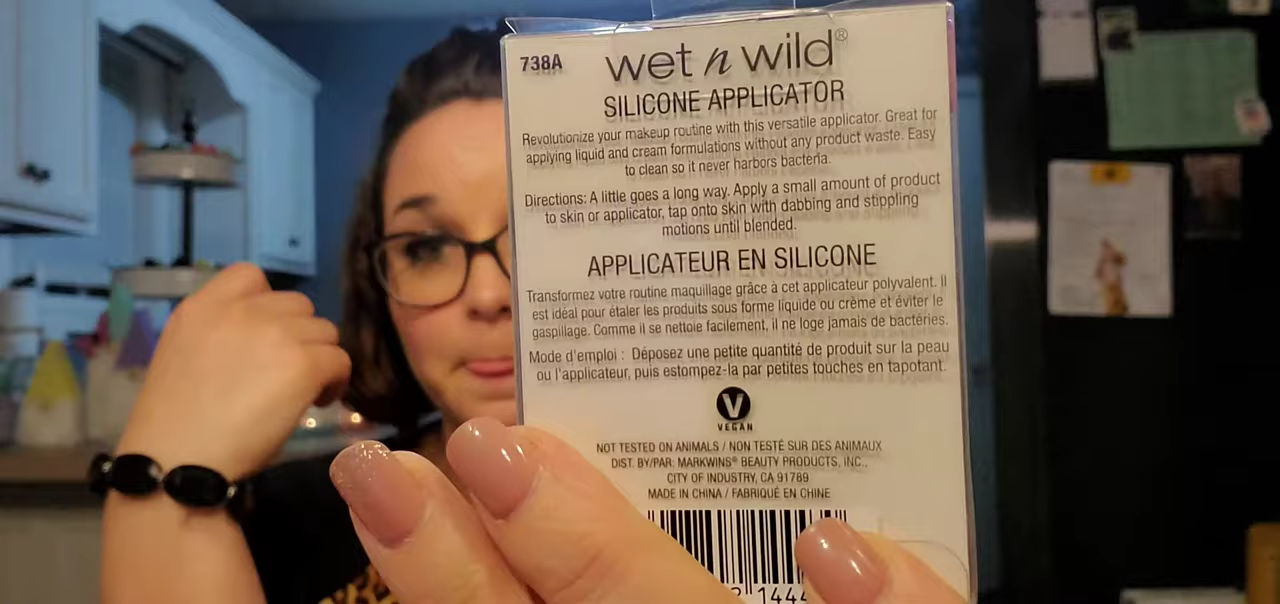 738A
wet n wild®
SILICONE APPLICATOR
Revolutionize your makeup routine with this versatile applicator. Great for
applying liquid and cream formulations without any product waste. Easy
to clean so it never harbors bacteria.
Directions: A little goes a long way. Apply a small amount of product
to skin or applicator, tap onto skin with dabbing and stippling
motions until blended.
APPLICATEUR EN SILICONE
Transformez votre routine maquillage grâce à cet applicateur polyvalent. Il
est idéal pour étaler les produits sous forme liquide ou crème et éviter le
gaspillage. Comme il se nettoie facilement, il ne loge jamais de bactéries.
Mode d'emploi : Déposez une petite quantité de produit sur la peau
ou l'applicateur, puis estompez-la par petites touches en tapotant.
V
VEGAN
NOT TESTED ON ANIMALS / NON TESTÉ SUR DES ANIMAUX
DIST. BY/PAR: MARKWINS® BEAUTY PRODUCTS, INC.,
CITY OF INDUSTRY, CA 91789
MADE IN CHINA / FABRIQUÉ EN CHINE